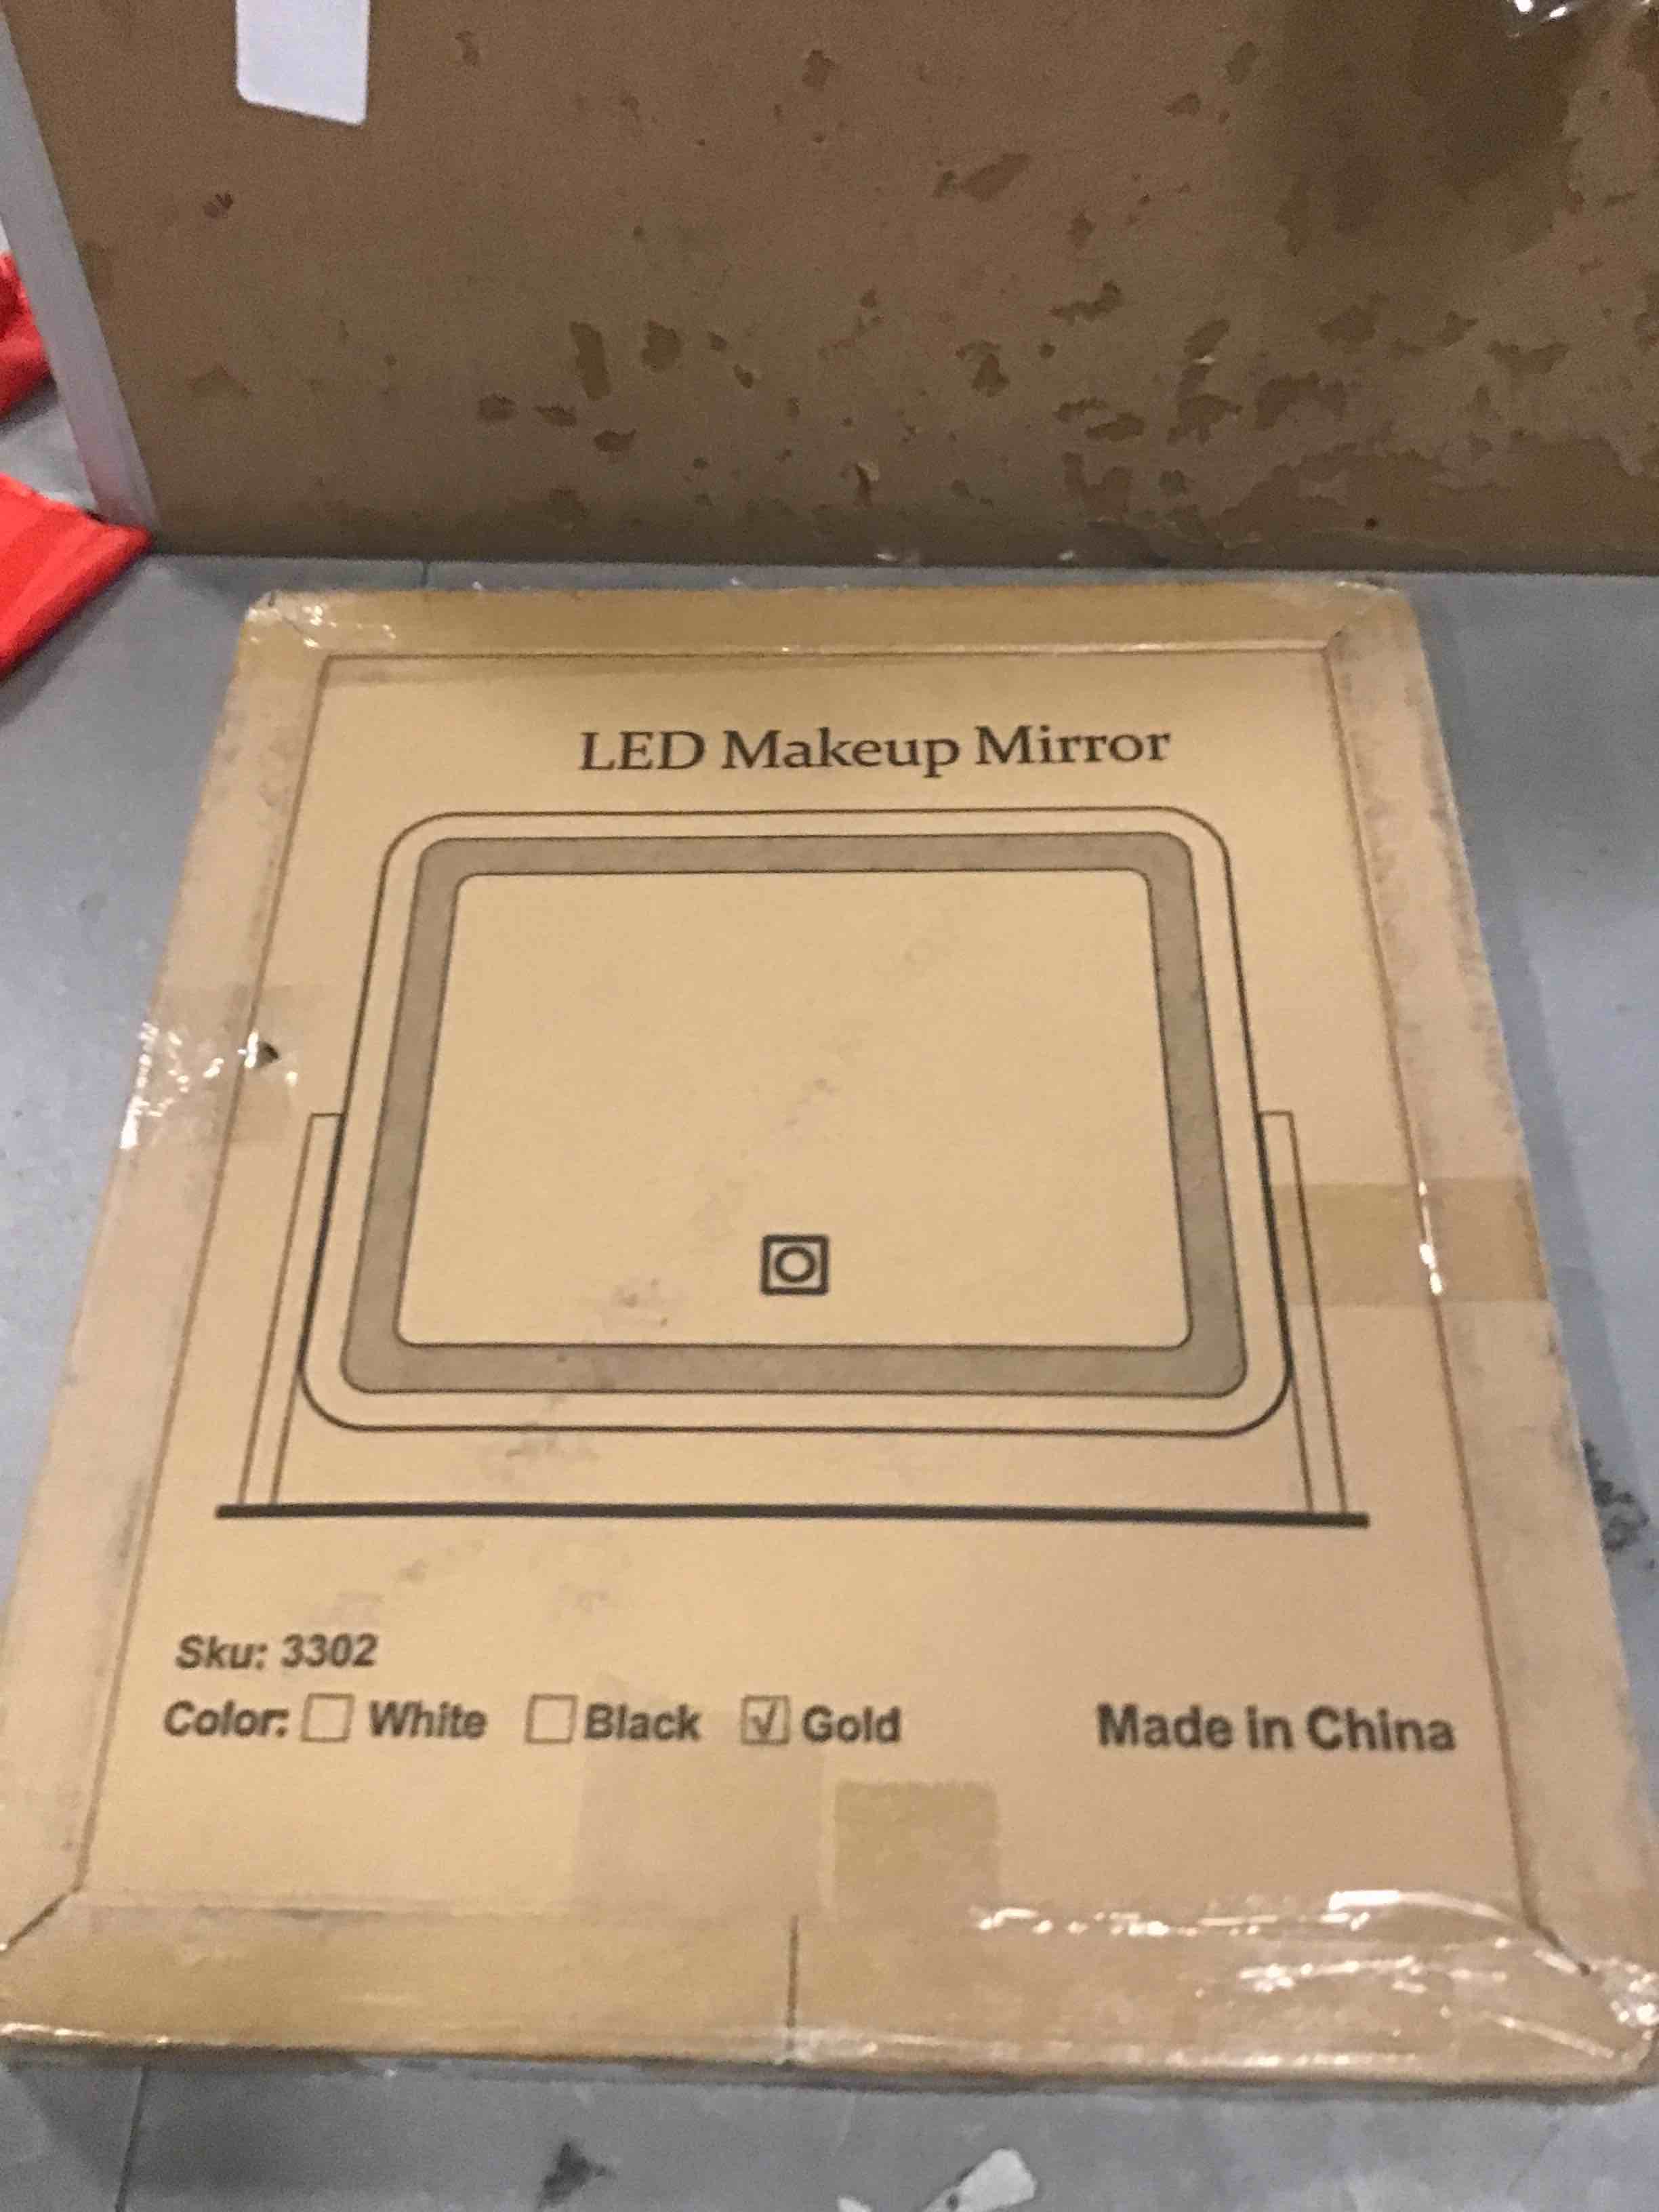 LED Makeup Mirror
Sku: 3302
Color: White Black Gold Made in China